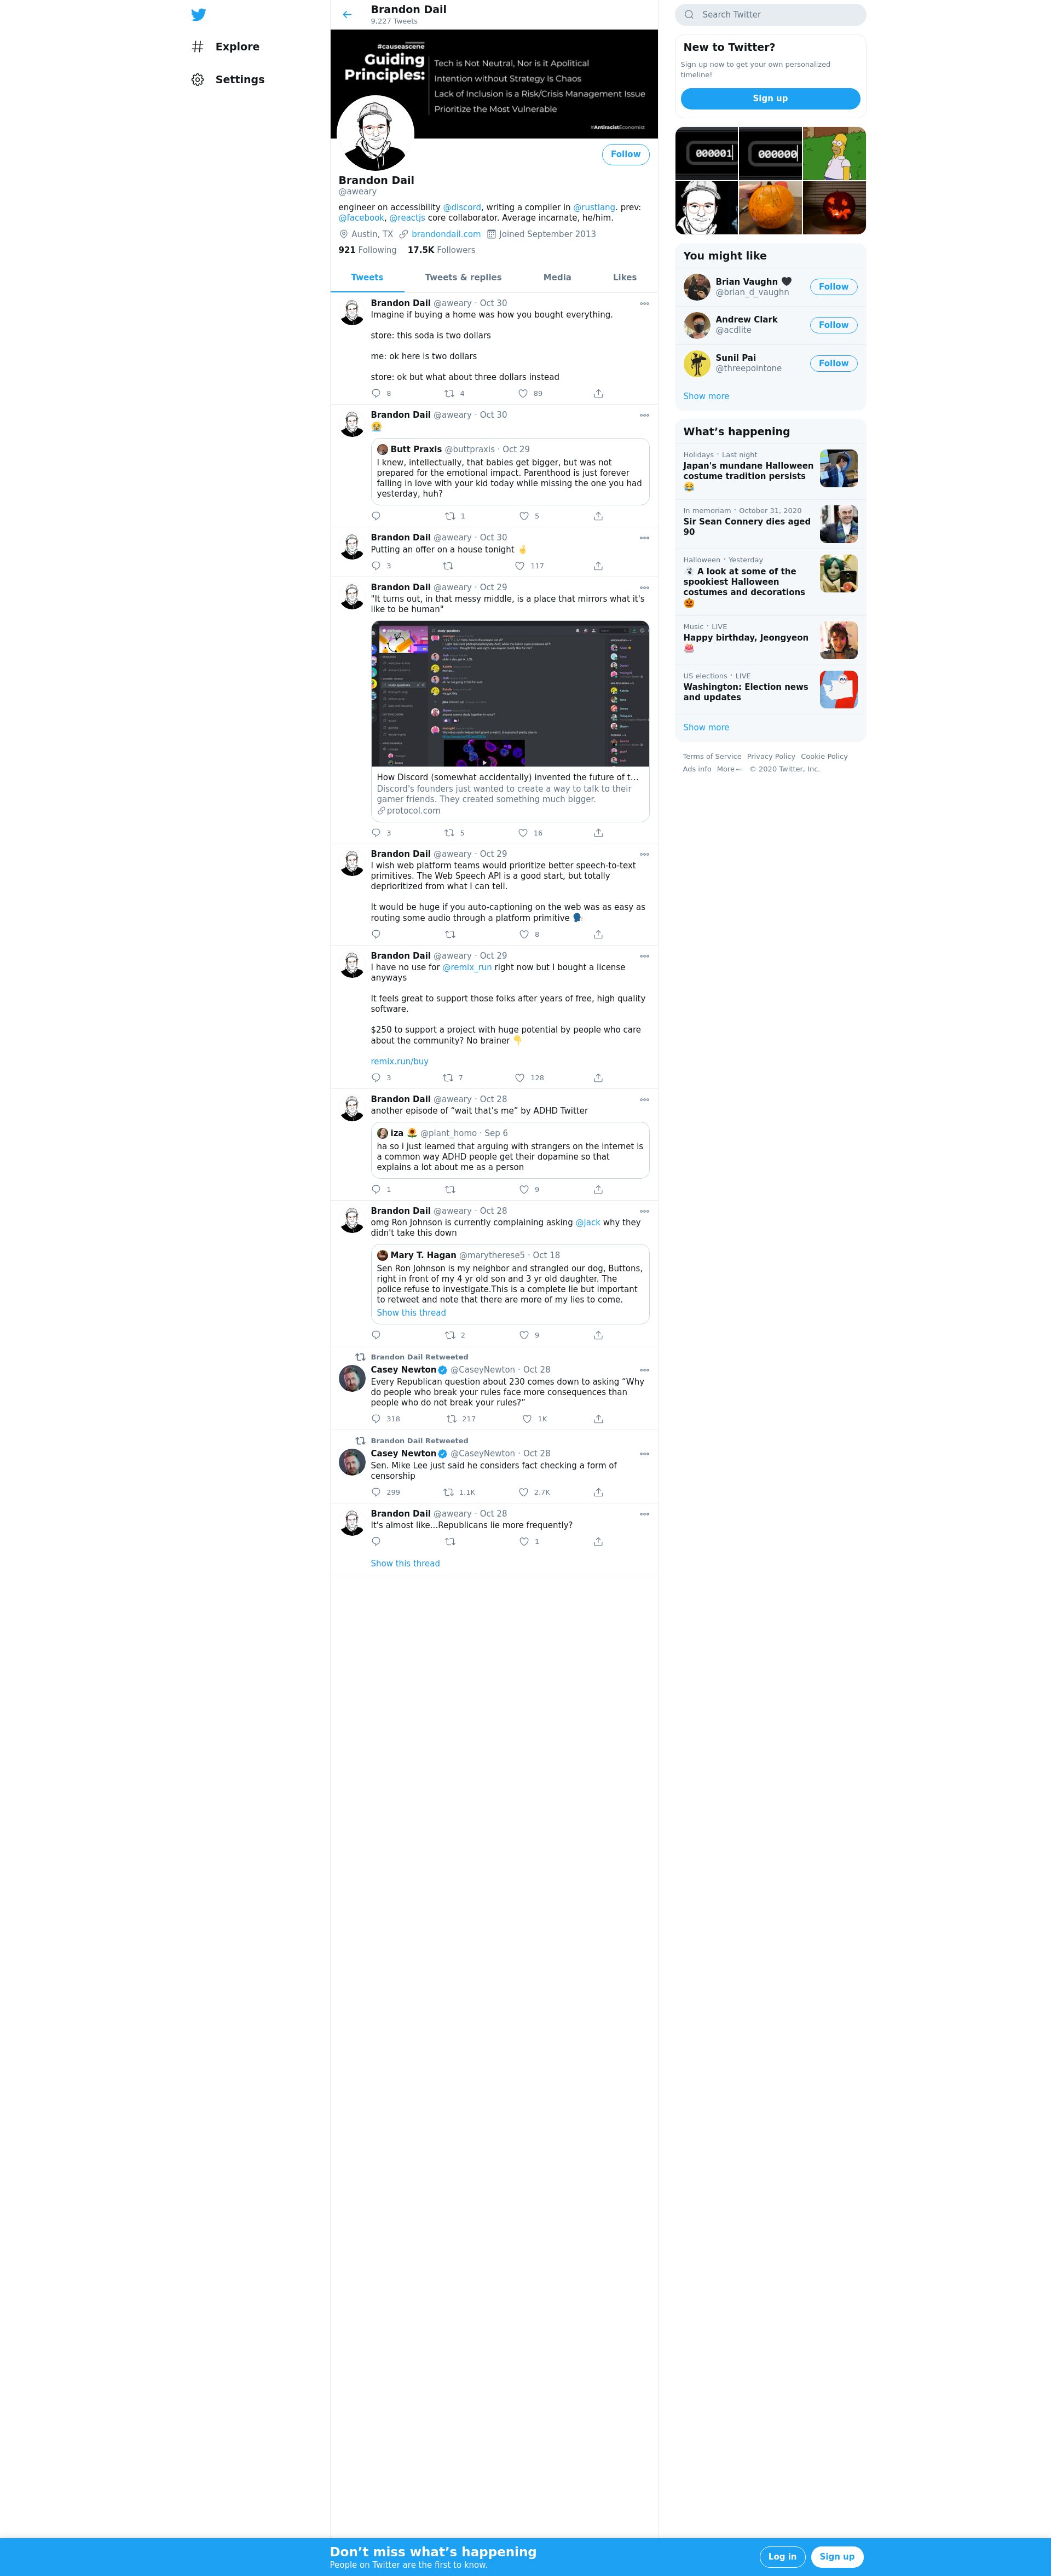 Explore
Settings
Brandon Dail
9,227 Tweets
#causeascene
Guiding
Principles:
Tech is Not Neutral, Nor is it Apolitical
Intention without Strategy Is Chaos
Lack of Inclusion is a Risk/Crisis Management Issue
Prioritize the Most Vulnerable
#AntiracistEconomist
Follow
Brandon Dail
@aweary
engineer on accessibility @discord, writing a compiler in @rustlang. prev:
@facebook, @reactjs core collaborator. Average incarnate, he/him.
Austin, TX brandondail.com Joined September 2013
921 Following 17.5K Followers
Tweets Tweets & replies Media Likes
Brandon Dail @aweary · Oct 30
Imagine if buying a home was how you bought everything.
store: this soda is two dollars
me: ok here is two dollars
store: ok but what about three dollars instead
8 4 89
Brandon Dail @aweary · Oct 30
😭
Butt Praxis @buttpraxis · Oct 29
I knew, intellectually, that babies get bigger, but was not
prepared for the emotional impact. Parenthood is just forever
falling in love with your kid today while missing the one you had
yesterday, huh?
1 5
Brandon Dail @aweary · Oct 30
Putting an offer on a house tonight 🤞
3 117
Brandon Dail @aweary · Oct 29
"It turns out, in that messy middle, is a place that mirrors what it's
like to be human"
How Discord (somewhat accidentally) invented the future of t...
Discord's founders just wanted to create a way to talk to their
gamer friends. They created something much bigger.
protocol.com
3 5 16
Brandon Dail @aweary · Oct 29
I wish web platform teams would prioritize better speech-to-text
primitives. The Web Speech API is a good start, but totally
deprioritized from what I can tell.
It would be huge if you auto-captioning on the web was as easy as
routing some audio through a platform primitive 🗣
8
Brandon Dail @aweary · Oct 29
I have no use for @remix_run right now but I bought a license
anyways
It feels great to support those folks after years of free, high quality
software.
$250 to support a project with huge potential by people who care
about the community? No brainer 👇
remix.run/buy
3 7 128
Brandon Dail @aweary · Oct 28
another episode of “wait that’s me” by ADHD Twitter
iza 🌻 @plant_homo · Sep 6
ha so i just learned that arguing with strangers on the internet is
a common way ADHD people get their dopamine so that
explains a lot about me as a person
1 9
Brandon Dail @aweary · Oct 28
omg Ron Johnson is currently complaining asking @jack why they
didn't take this down
Mary T. Hagan @marytherese5 · Oct 18
Sen Ron Johnson is my neighbor and strangled our dog, Buttons,
right in front of my 4 yr old son and 3 yr old daughter. The
police refuse to investigate.This is a complete lie but important
to retweet and note that there are more of my lies to come.
Show this thread
2 9
Brandon Dail Retweeted
Casey Newton @CaseyNewton · Oct 28
Every Republican question about 230 comes down to asking “Why
do people who break your rules face more consequences than
people who do not break your rules?”
318 217 1K
Brandon Dail Retweeted
Casey Newton @CaseyNewton · Oct 28
Sen. Mike Lee just said he considers fact checking a form of
censorship
299 1.1K 2.7K
Brandon Dail @aweary · Oct 28
It's almost like...Republicans lie more frequently?
1
Show this thread
Search Twitter
New to Twitter?
Sign up now to get your own personalized
timeline!
Sign up
000001
000000
You might like
Brian Vaughn 🖤
@brian_d_vaughn
Follow
Andrew Clark
@acdlite
Follow
Sunil Pai
@threepointone
Follow
Show more
What’s happening
Holidays · Last night
Japan's mundane Halloween
costume tradition persists
😂
In memoriam · October 31, 2020
Sir Sean Connery dies aged
90
Halloween · Yesterday
👻 A look at some of the
spookiest Halloween
costumes and decorations
🎃
Music · LIVE
Happy birthday, Jeongyeon
🎂
US elections · LIVE
Washington: Election news
and updates
Show more
Terms of Service Privacy Policy Cookie Policy
Ads info More © 2020 Twitter, Inc.
Don’t miss what’s happening
People on Twitter are the first to know.
Log in
Sign up